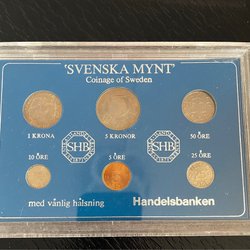 'SVENSKA MYNT'
Coinage of Sweden
1 KRONA 5 KRONOR 50 ÖRE
SHB SHB
10 ÖRE 5 ÖRE 25 ÖRE
med vänlig hälsning Handelsbanken